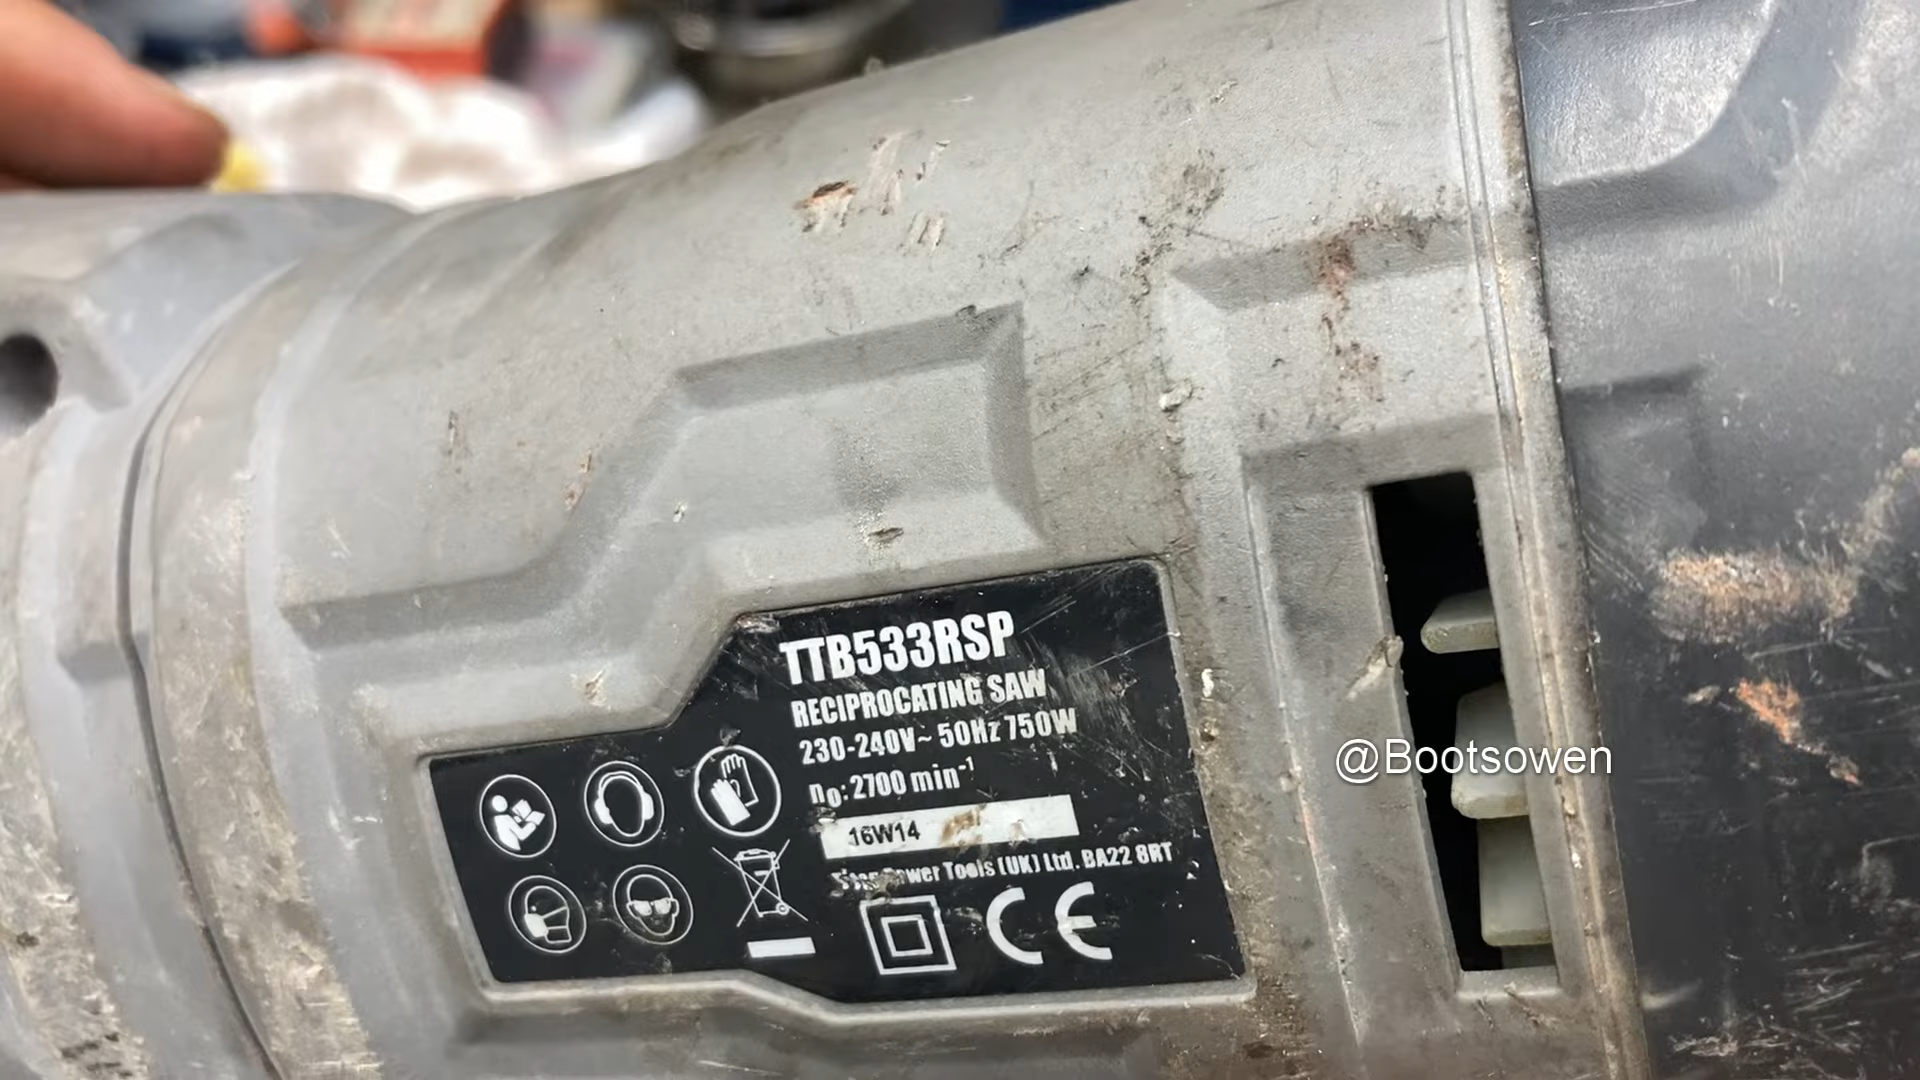 TTB533RSP
RECIPROCATING SAW
230-240V~ 50Hz 750W
n₀: 2700 min⁻¹
16W14
Titan Power Tools (UK) Ltd. BA22 8RT
CE
@Bootsowen